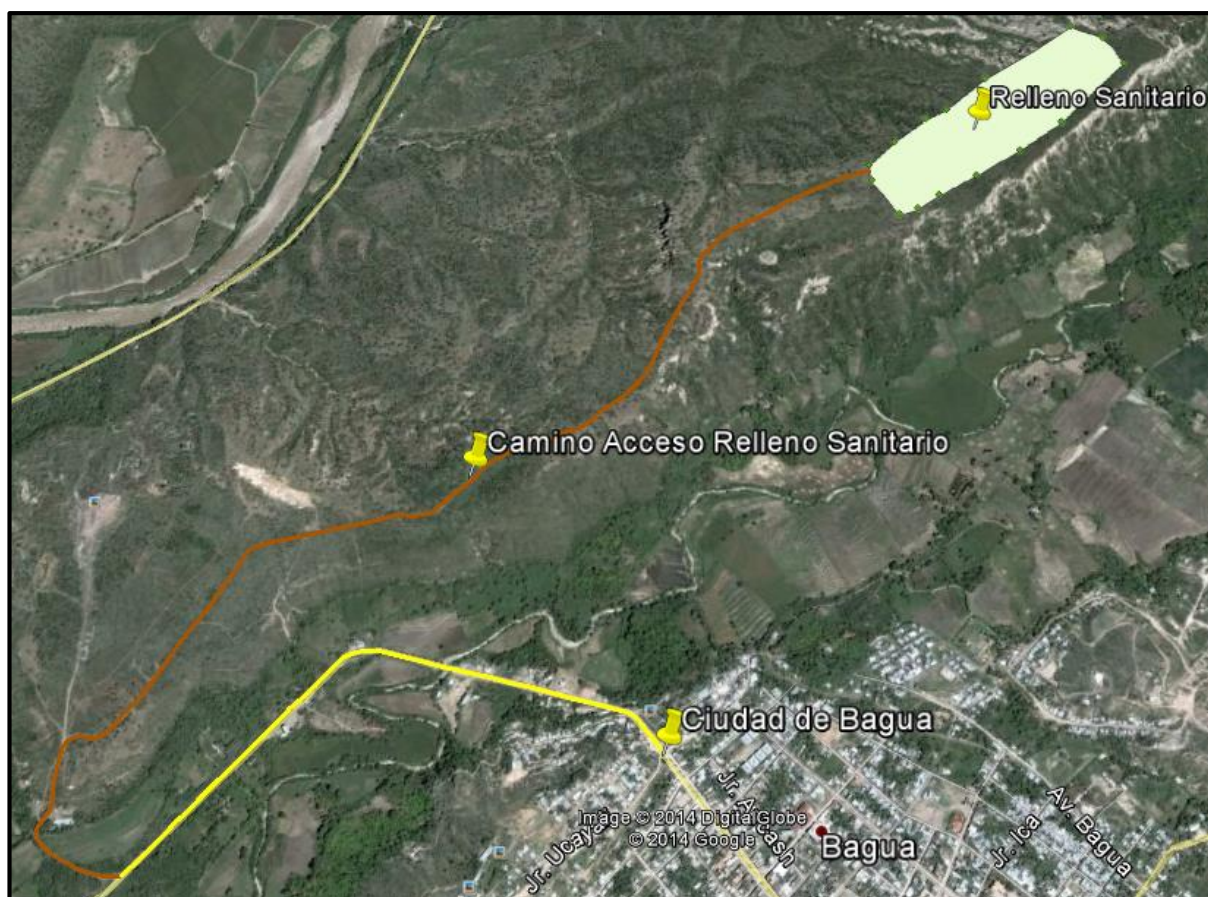 Relleno Sanitario
Camino Acceso Relleno Sanitario
Ciudad de Bagua
Jr. Ancash
Av. Bagua
Image © 2014 DigitalGlobe
© 2014 Google
Jr. Ucaya
Bagua
Jr. Ica